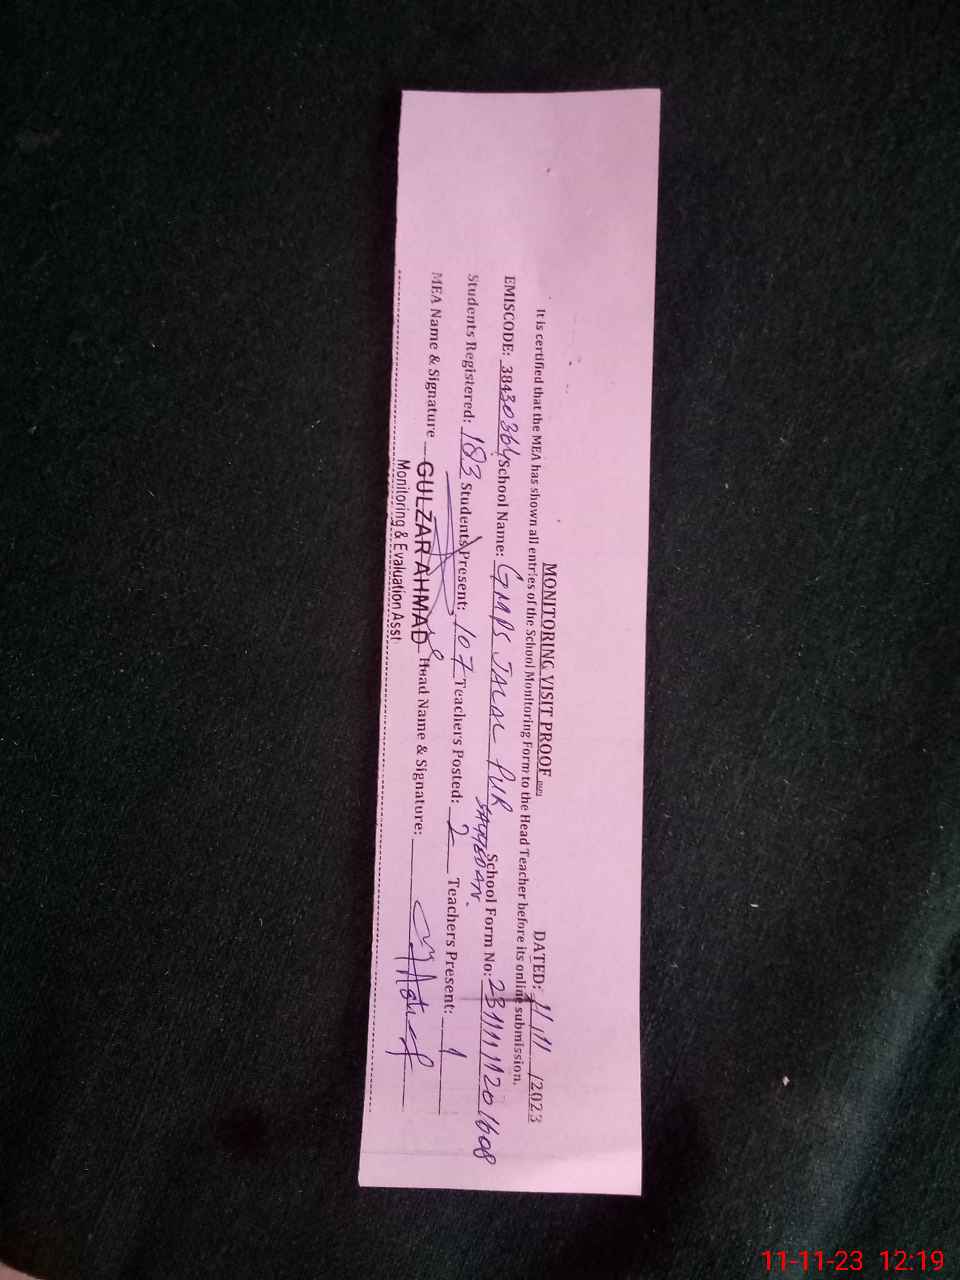 MONITORING VISIT PROOF
DATED: 11/11/2023
It is certified that the MEA has shown all entries of the School Monitoring Form to the Head Teacher before its online submission.
EMISCODE: 38430364 School Name: GMPS JALAL PUR School Form No: 231111201608
Students Registered: 183 Students Present: 107 Teachers Posted: 2 Teachers Present: 1
MEA Name & Signature GULZAR AHMAD Head Name & Signature:
Monitoring & Evaluation Asst
11-11-23 12:19